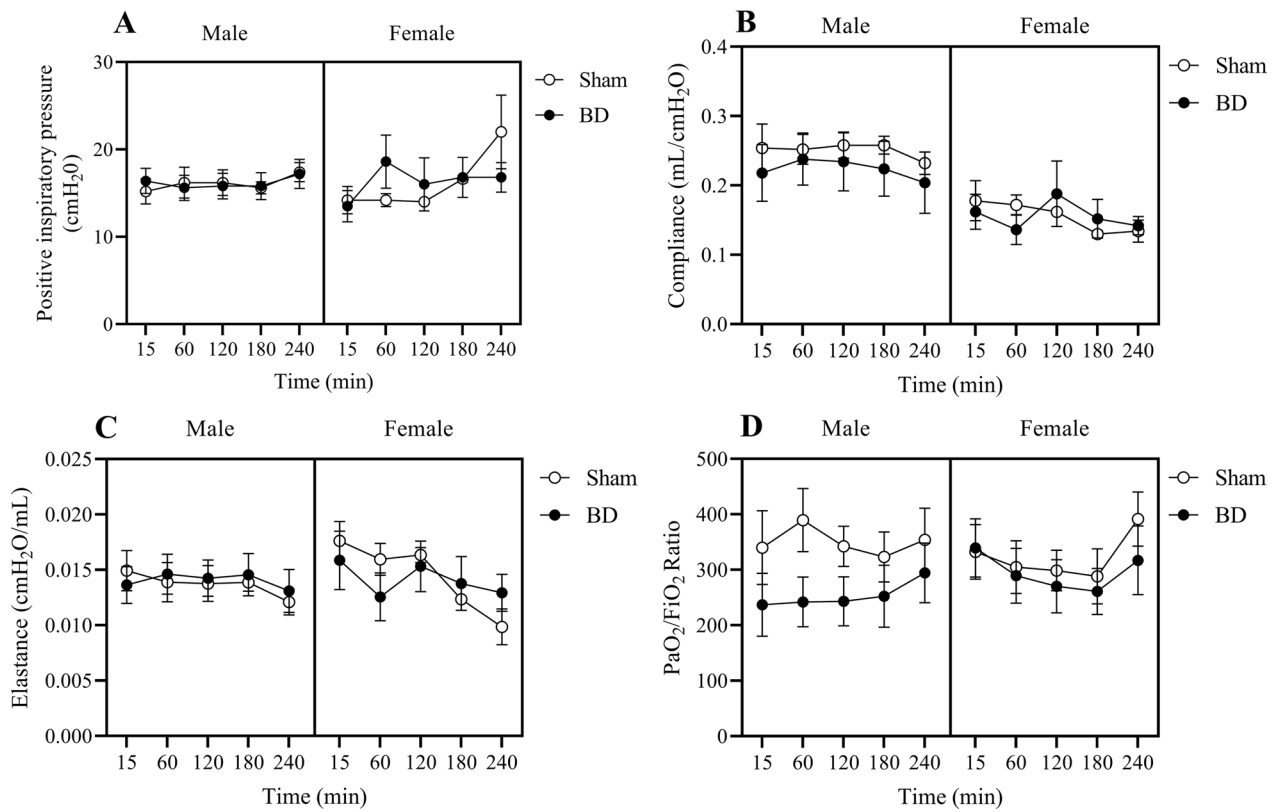 A
Male Female
Positive inspiratory pressure
(cmH₂0)
30
20
10
0
15 60 120 180 240 15 60 120 180 240
Time (min)
Sham
BD
B
Male Female
Compliance (mL/cmH₂O)
0.4
0.3
0.2
0.1
0.0
15 60 120 180 240 15 60 120 180 240
Time (min)
Sham
BD
C
Male Female
Elastance (cmH₂O/mL)
0.025
0.020
0.015
0.010
0.005
0.000
15 60 120 180 240 15 60 120 180 240
Time (min)
Sham
BD
D
Male Female
PaO₂/FiO₂ Ratio
500
400
300
200
100
0
15 60 120 180 240 15 60 120 180 240
Time (min)
Sham
BD